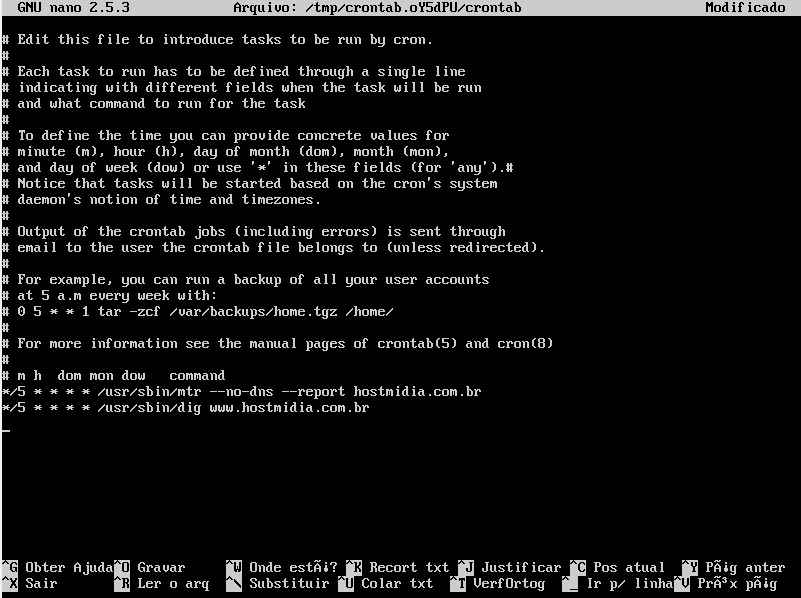 GNU nano 2.5.3 Arquivo: /tmp/crontab.oY5dPU/crontab Modificado
# Edit this file to introduce tasks to be run by cron.
#
# Each task to run has to be defined through a single line
# indicating with different fields when the task will be run
# and what command to run for the task
#
# To define the time you can provide concrete values for
# minute (m), hour (h), day of month (dom), month (mon),
# and day of week (dow) or use '*' in these fields (for 'any').#
# Notice that tasks will be started based on the cron's system
# daemon's notion of time and timezones.
#
# Output of the crontab jobs (including errors) is sent through
# email to the user the crontab file belongs to (unless redirected).
#
# For example, you can run a backup of all your user accounts
# at 5 a.m every week with:
# 0 5 * * 1 tar -zcf /var/backups/home.tgz /home/
#
# For more information see the manual pages of crontab(5) and cron(8)
#
# m h  dom mon dow   command
*/5 * * * * /usr/sbin/mtr --no-dns --report hostmidia.com.br
*/5 * * * * /usr/sbin/dig www.hostmidia.com.br
^G Obter Ajuda ^O Gravar ^W Onde estÃ¡? ^K Recort txt ^J Justificar ^C Pos atual ^Y PÃ¡g anter
^X Sair ^R Ler o arq ^\ Substituir ^U Colar txt ^T VerfOrtog ^_ Ir p/ linha ^V PrÃ³x pÃ¡g